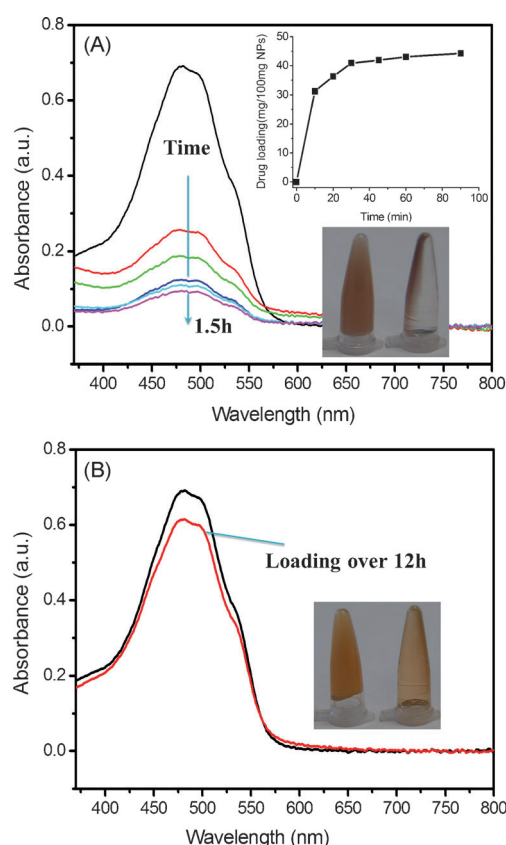 (A)
Absorbance (a.u.)
0.8
0.6
0.4
0.2
0.0
Time
1.5h
400 450 500 550 600 650 700 750 800
Wavelength (nm)
Drug loading(mg/100mg NPs)
50
40
30
20
10
0
0 20 40 60 80 100
Time (min)
(B)
Absorbance (a.u.)
0.8
0.6
0.4
0.2
0.0
Loading over 12h
400 450 500 550 600 650 700 750 800
Wavelength (nm)